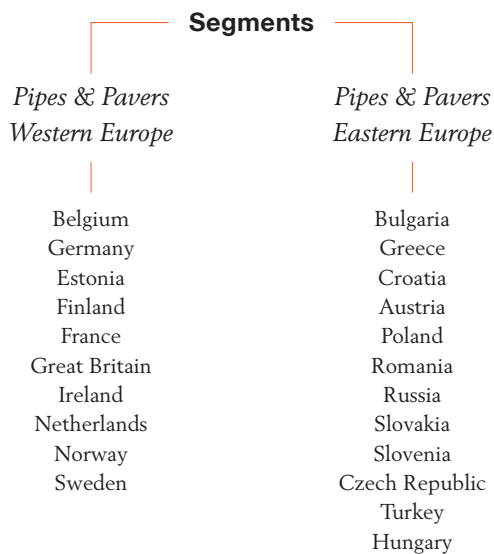 Segments
Pipes & Pavers
Western Europe
Belgium
Germany
Estonia
Finland
France
Great Britain
Ireland
Netherlands
Norway
Sweden
Pipes & Pavers
Eastern Europe
Bulgaria
Greece
Croatia
Austria
Poland
Romania
Russia
Slovakia
Slovenia
Czech Republic
Turkey
Hungary